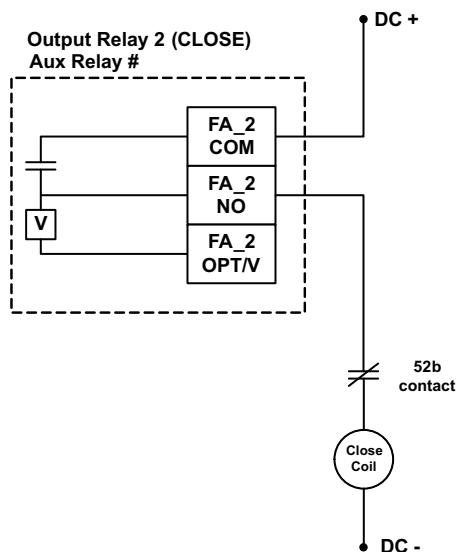 DC +
Output Relay 2 (CLOSE)
Aux Relay #
FA_2
COM
FA_2
NO
V
FA_2
OPT/V
52b
contact
Close
Coil
DC -